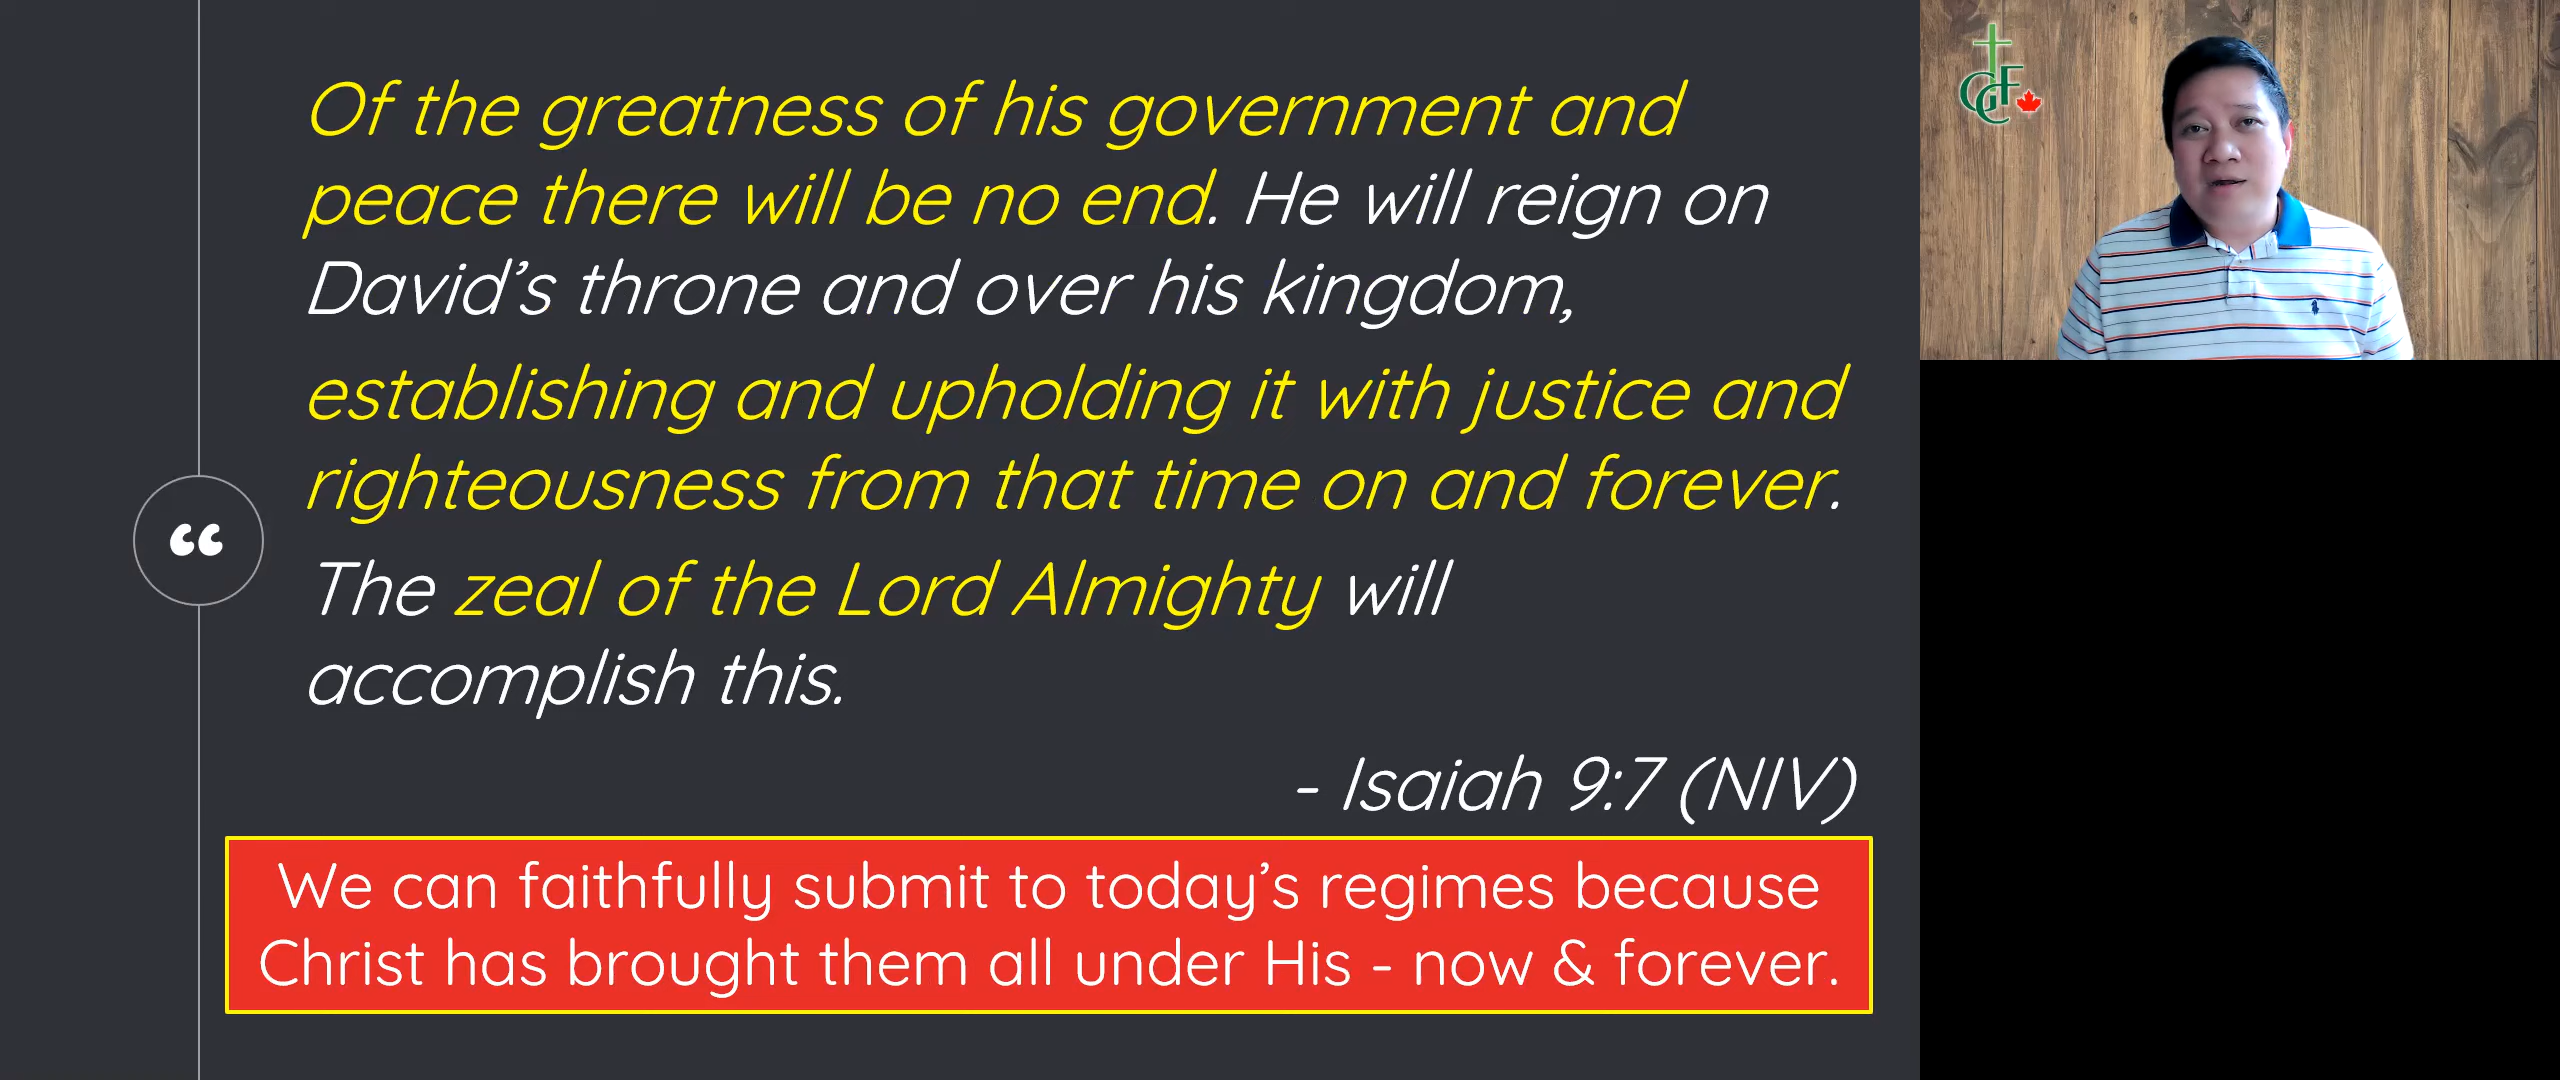 Of the greatness of his government and
peace there will be no end. He will reign on
David’s throne and over his kingdom,
establishing and upholding it with justice and
righteousness from that time on and forever.
“
The zeal of the Lord Almighty will
accomplish this.
- Isaiah 9:7 (NIV)
We can faithfully submit to today’s regimes because
Christ has brought them all under His - now & forever.
GCF